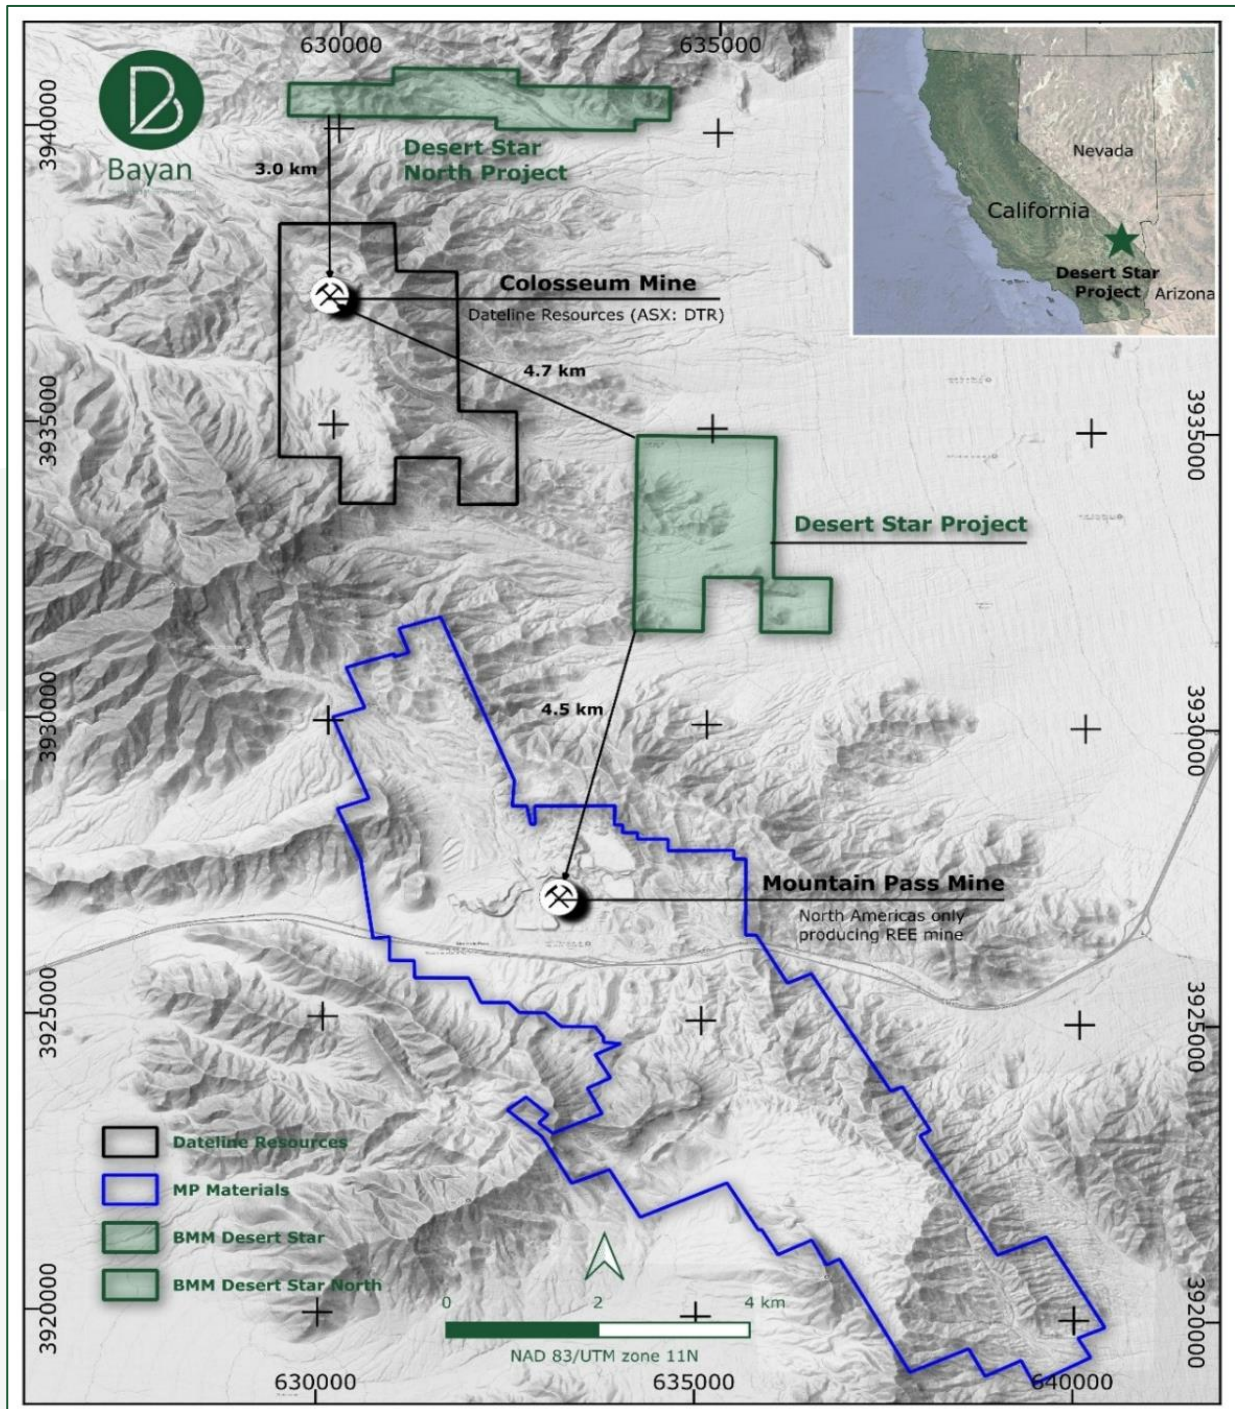 630000
635000
3940000
Bayan
Desert Star
North Project
3.0 km
Nevada
California
Desert Star
Project
Arizona
Colosseum Mine
Dateline Resources (ASX: DTR)
4.7 km
3935000
3935000
Desert Star Project
4.5 km
3930000
3930000
Mountain Pass Mine
North Americas only
producing REE mine
3925000
3925000
Dateline Resources
MP Materials
BMM Desert Star
BMM Desert Star North
0 2 4 km
NAD 83/UTM zone 11N
3920000
3920000
630000
635000
640000